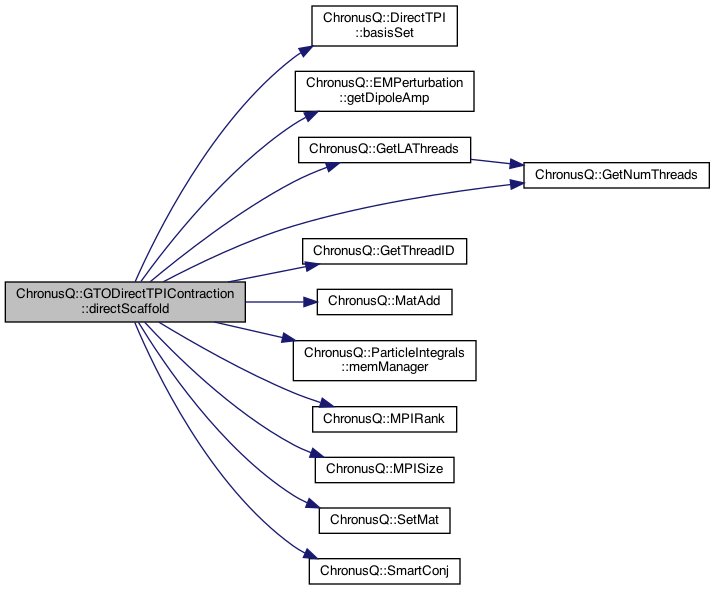 ChronusQ::DirectTPI
::basisSet
ChronusQ::EMPerturbation
::getDipoleAmp
ChronusQ::GetLAThreads
ChronusQ::GetNumThreads
ChronusQ::GetThreadID
ChronusQ::GTODirectTPIContraction
::directScaffold
ChronusQ::MatAdd
ChronusQ::ParticleIntegrals
::memManager
ChronusQ::MPIRank
ChronusQ::MPISize
ChronusQ::SetMat
ChronusQ::SmartConj